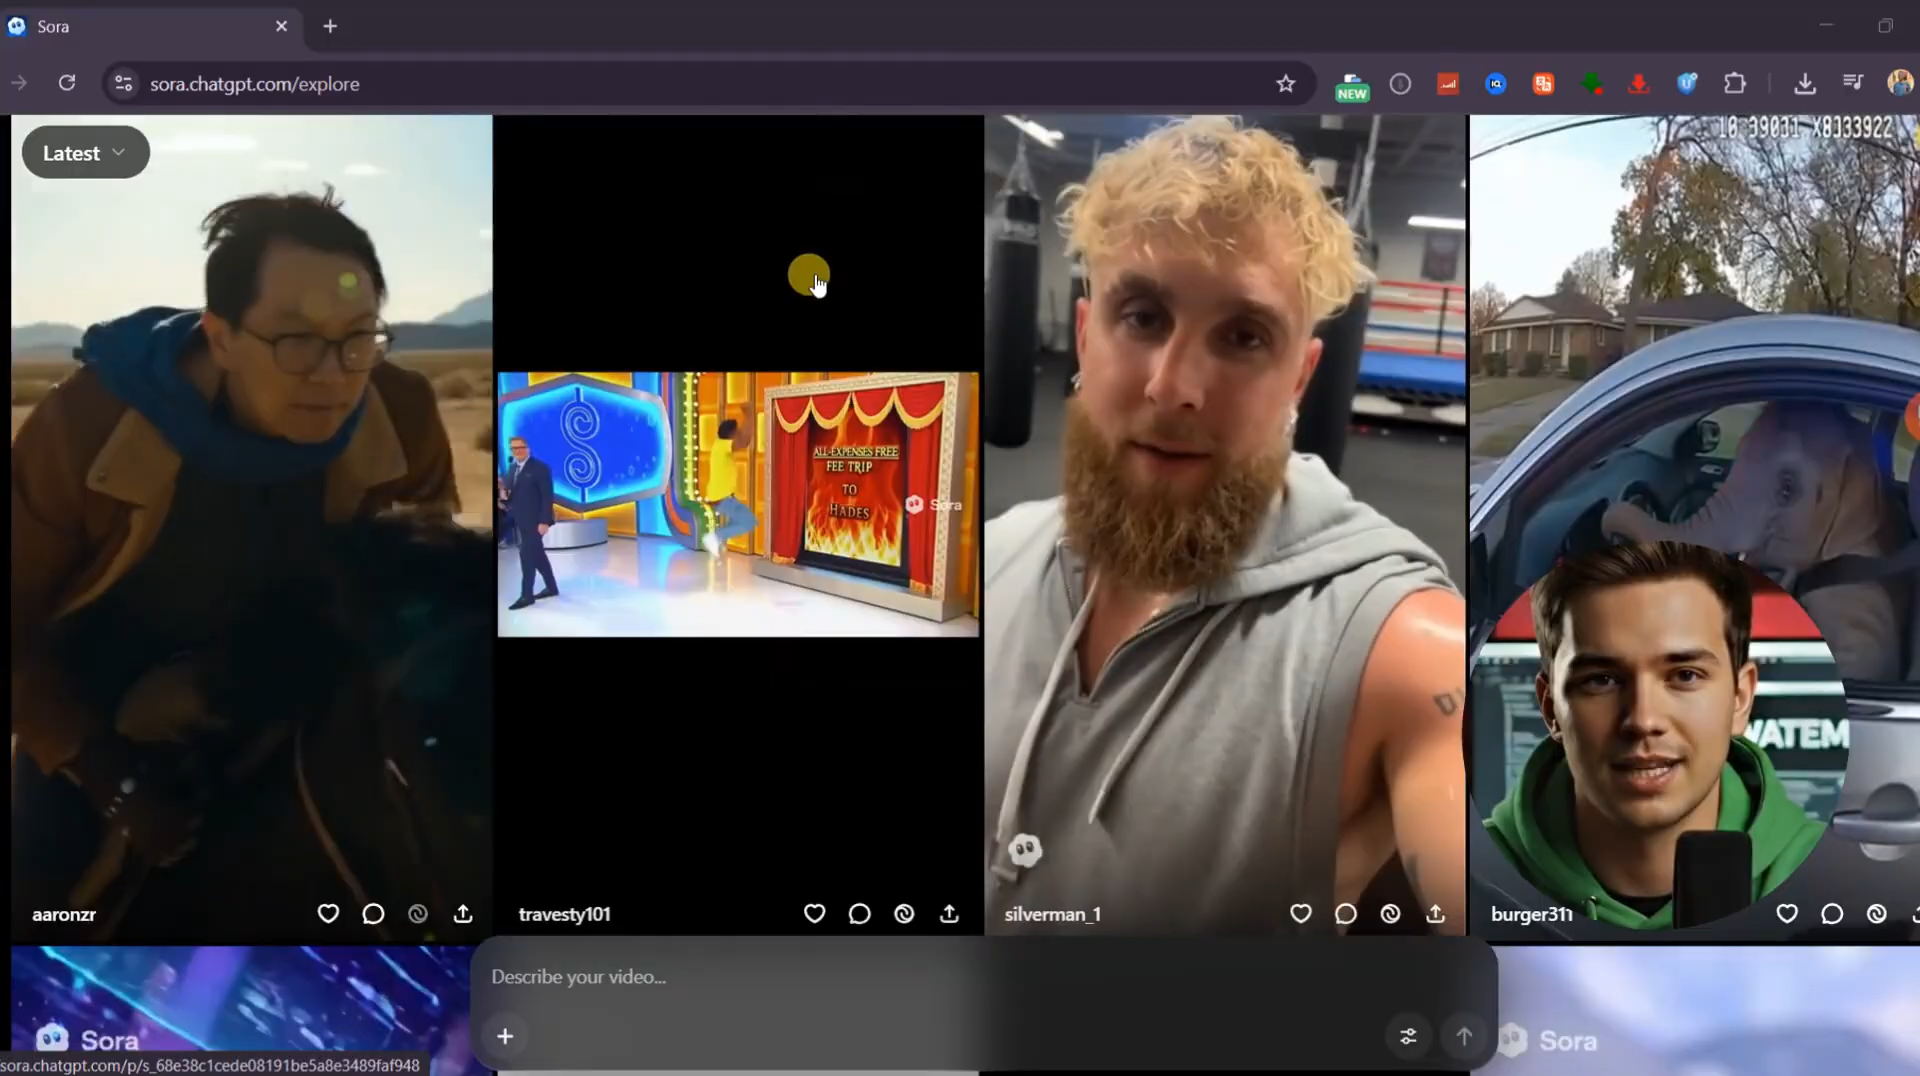 Sora
sora.chatgpt.com/explore
NEW
Latest
ALL-EXPENSES FREE
FEE TRIP
TO
HADES
Sora
WATEM
aaronzr
travesty101
silverman_1
burger311
Describe your video...
Sora
Sora
sora.chatgpt.com/p/s_68e38c1cede08191be5a8e3489faf948